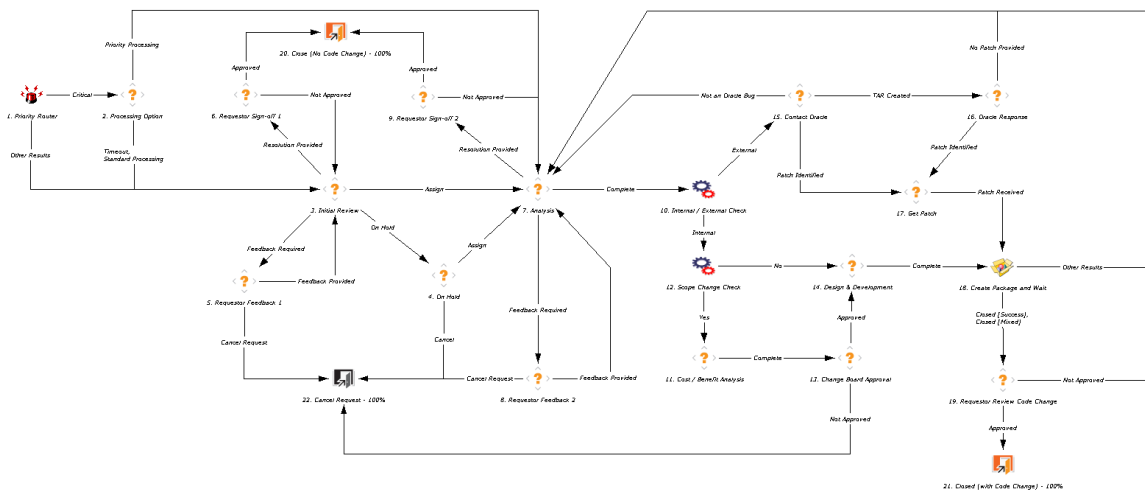 Priority Processing
No Patch Provided
20. Close (No Code Change) - 100%
Approved
Approved
Critical
Not Approved
Not Approved
Not an Oracle Bug
TAR Created
1. Priority Router
2. Processing Option
6. Requestor Sign-off 1
9. Requestor Sign-off 2
15. Contact Oracle
16. Oracle Response
Other Results
Timeout,
Standard Processing
Resolution Provided
Resolution Provided
External
Patch Identified
Patch Identified
Assign
Complete
Patch Received
3. Initial Review
7. Analysis
10. Internal / External Check
17. Get Patch
On Hold
Internal
Feedback Required
Assign
Feedback Provided
No
Complete
Other Results
5. Requestor Feedback 1
4. On Hold
12. Scope Change Check
14. Design & Development
18. Create Package and Wait
Feedback Required
Yes
Approved
Closed [Success],
Closed [Mixed]
Cancel Request
Cancel
Complete
Cancel Request
Feedback Provided
11. Cost / Benefit Analysis
13. Change Board Approval
Not Approved
22. Cancel Request - 100%
8. Requestor Feedback 2
19. Requestor Review Code Change
Not Approved
Approved
21. Closed (with Code Change) - 100%